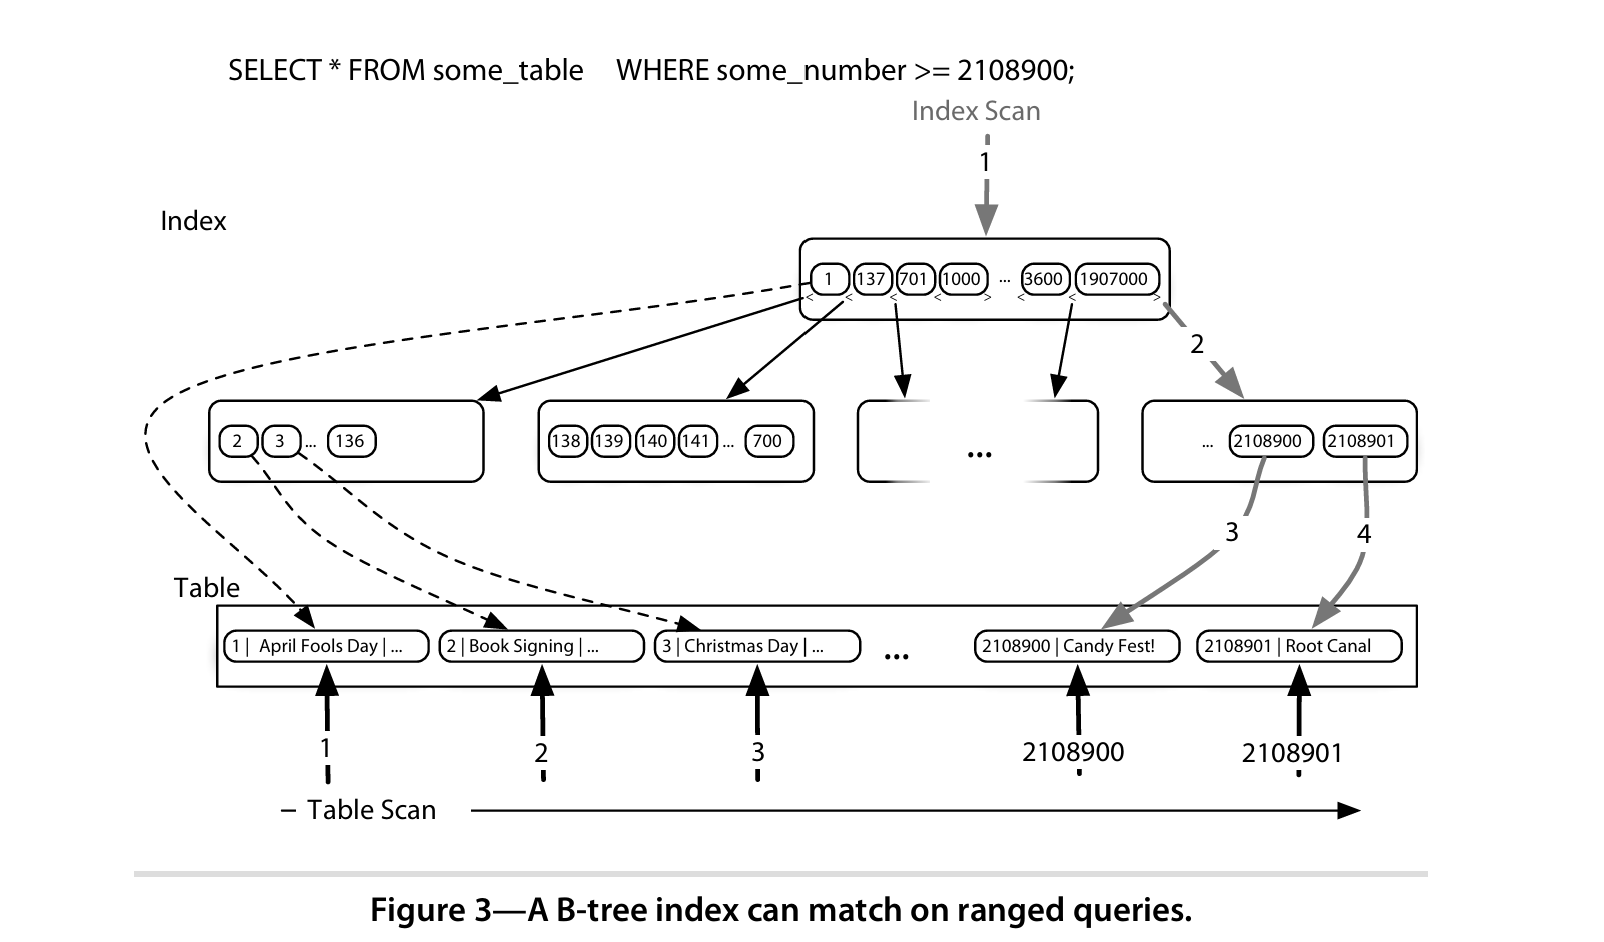 SELECT * FROM some_table WHERE some_number >= 2108900;
Index Scan
1
Index
1 137 701 1000 ... 3600 1907000
< < < < > < < >
2
2 3 ... 136
138 139 140 141 ... 700
...
... 2108900 2108901
3 4
Table
1 | April Fools Day | ...
2 | Book Signing | ...
3 | Christmas Day | ...
...
2108900 | Candy Fest!
2108901 | Root Canal
1 2 3 2108900 2108901
– Table Scan
Figure 3—A B-tree index can match on ranged queries.